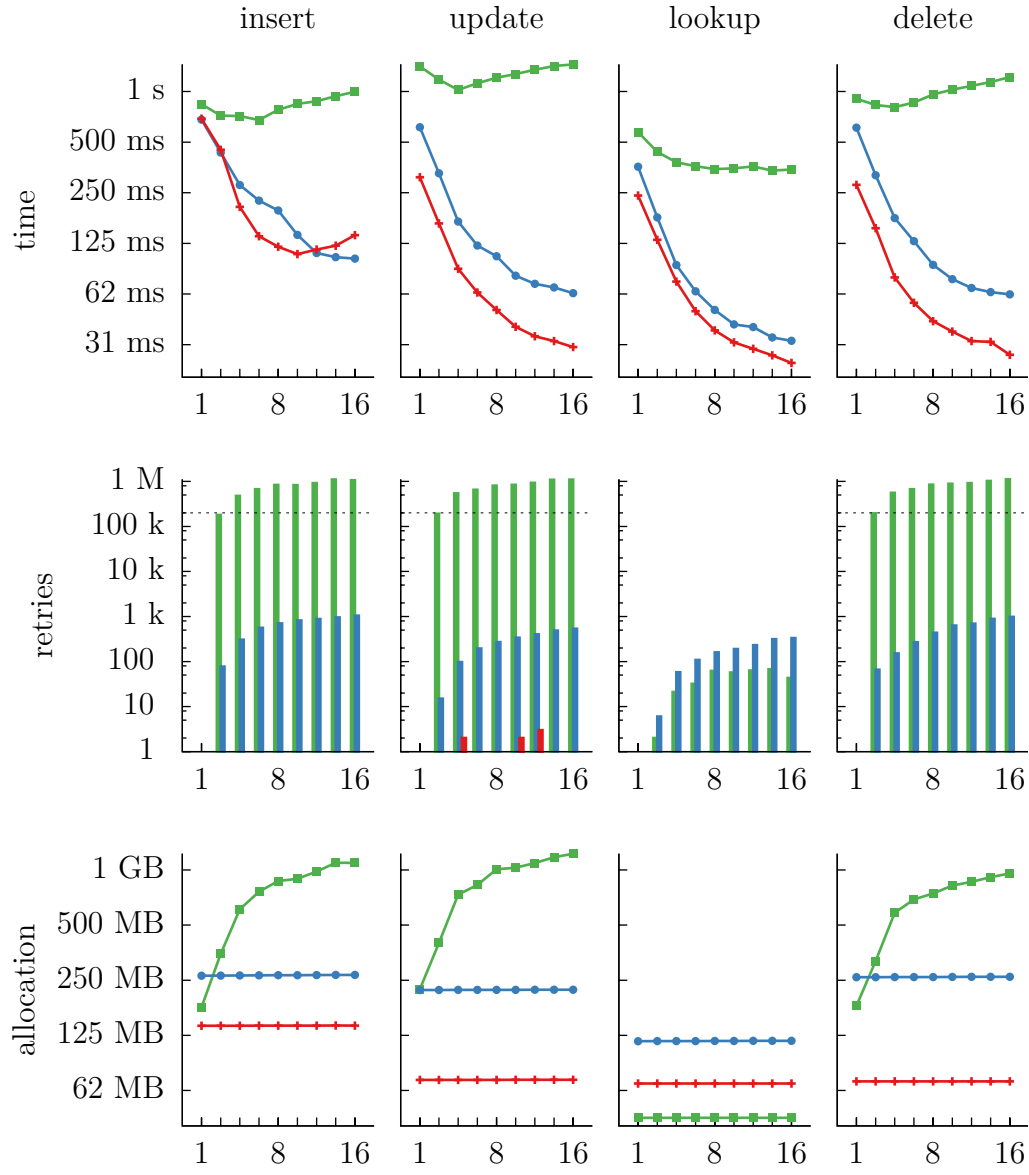 insert update lookup delete
time
1 s
500 ms
250 ms
125 ms
62 ms
31 ms
1 8 16 1 8 16 1 8 16 1 8 16
retries
1 M
100 k
10 k
1 k
100
10
1
1 8 16 1 8 16 1 8 16 1 8 16
allocation
1 GB
500 MB
250 MB
125 MB
62 MB
1 8 16 1 8 16 1 8 16 1 8 16